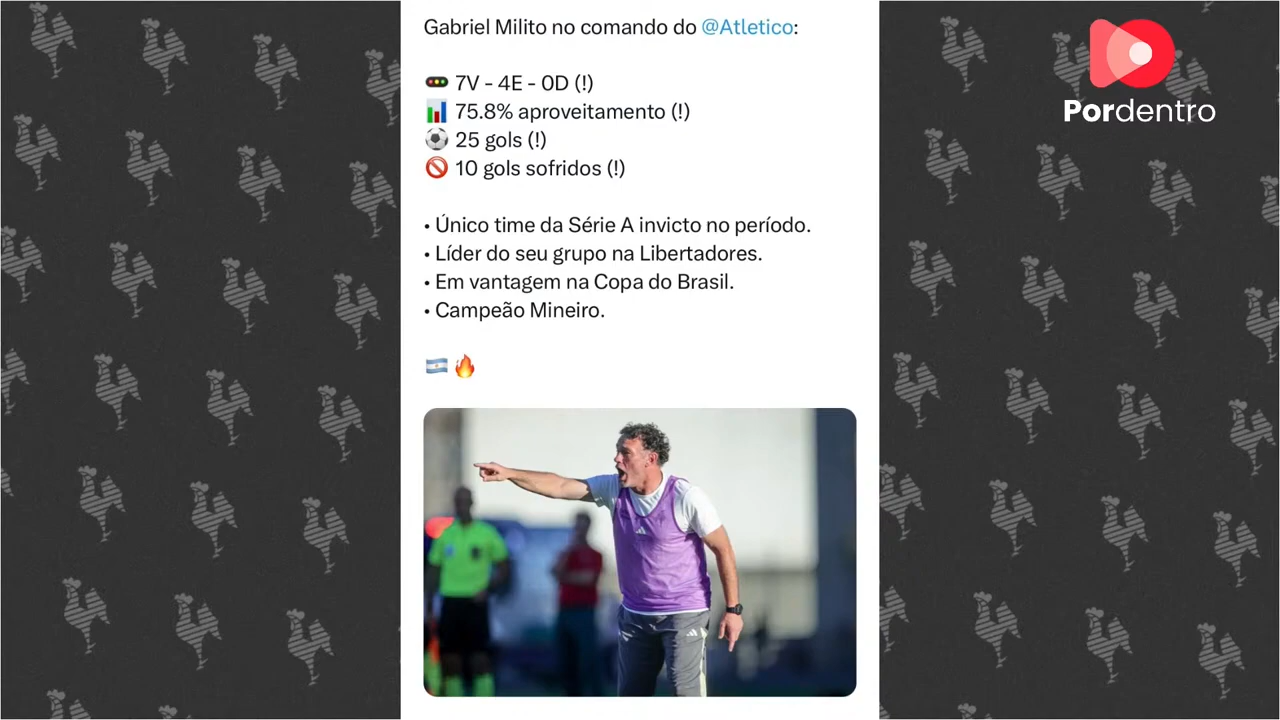 Gabriel Milito no comando do @Atletico:
🚥 7V - 4E - 0D (!)
📊 75.8% aproveitamento (!)
⚽ 25 gols (!)
🚫 10 gols sofridos (!)
• Único time da Série A invicto no período.
• Líder do seu grupo na Libertadores.
• Em vantagem na Copa do Brasil.
• Campeão Mineiro.
🇦🇷 🔥
Pordentro